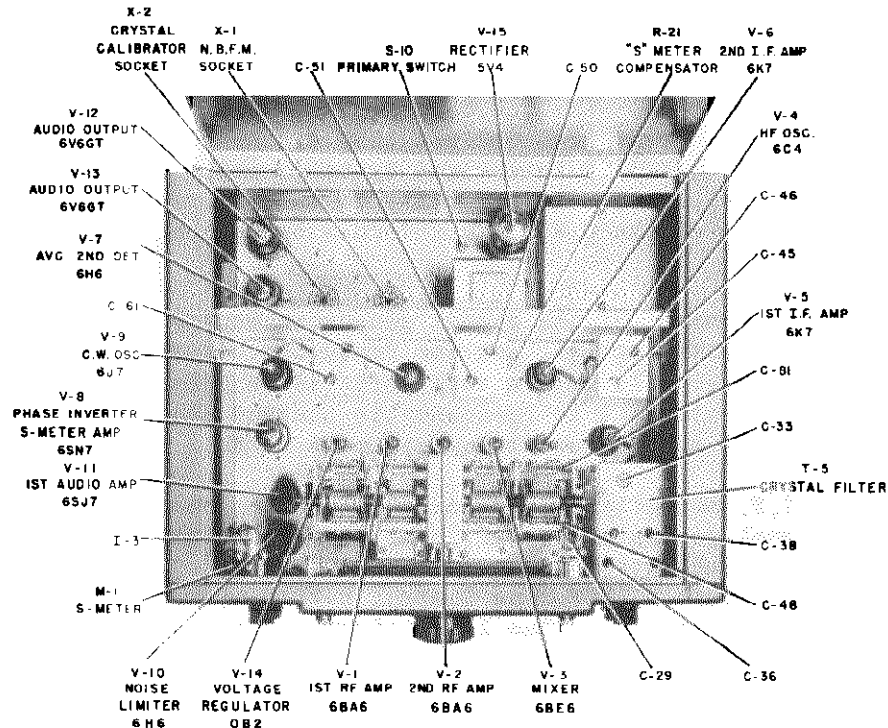 X-2
CRYSTAL
CALIBRATOR
SOCKET
X-1
N.B.F.M.
SOCKET
C-51
S-10
PRIMARY SWITCH
V-15
RECTIFIER
5V4
C-50
R-21
"S" METER
COMPENSATOR
V-6
2ND I.F. AMP
6K7
V-12
AUDIO OUTPUT
6V6GT
V-13
AUDIO OUTPUT
6V6GT
V-7
AVC 2ND DET
6H6
C-61
V-9
C.W. OSC
6J7
V-8
PHASE INVERTER
S-METER AMP
6SN7
V-11
IST AUDIO AMP
6SJ7
I-3
M-1
S-METER
V-4
HF OSC.
6C4
C-46
C-45
V-5
IST I.F. AMP
6K7
C-81
C-33
T-5
CRYSTAL FILTER
C-38
C-48
C-36
C-29
V-10
NOISE
LIMITER
6H6
V-14
VOLTAGE
REGULATOR
OB2
V-1
IST RF AMP
6BA6
V-2
2ND RF AMP
6BA6
V-3
MIXER
6BE6